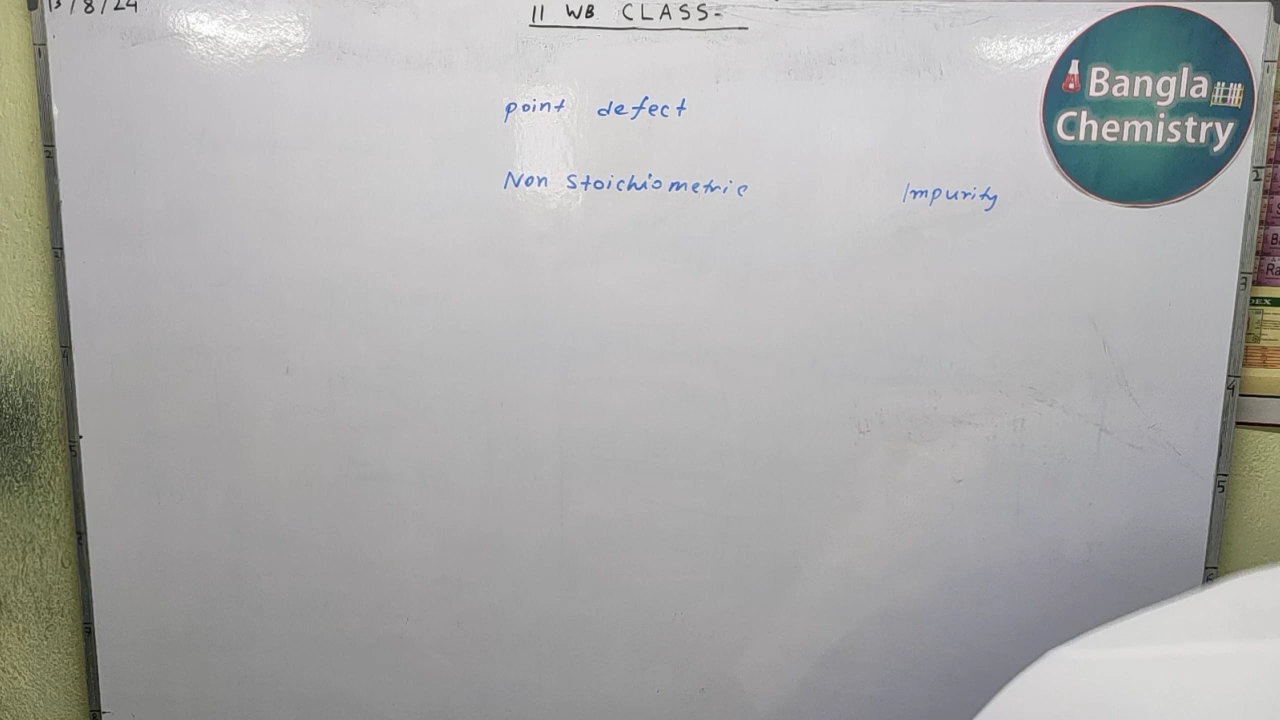 13/8/24
11 WB CLASS-
Bangla
Chemistry
point defect
Non Stoichiometric
Impurity